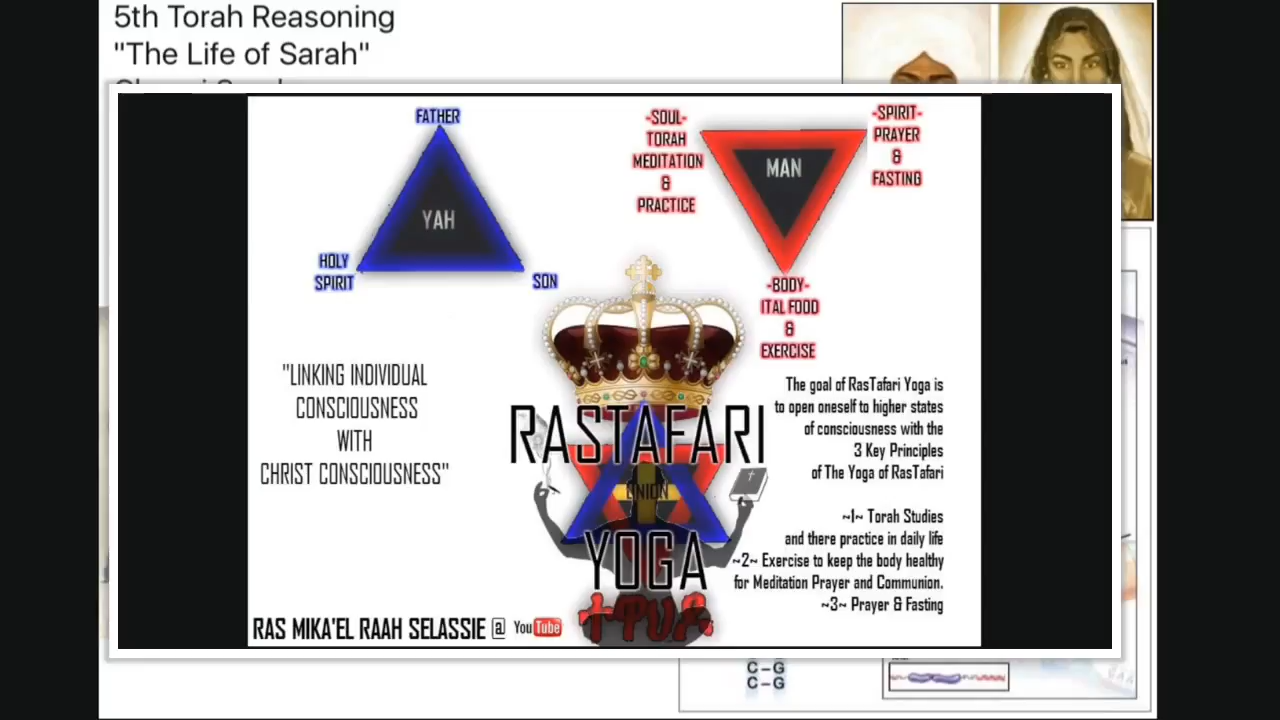 5th Torah Reasoning
"The Life of Sarah"
FATHER
YAH
HOLY
SPIRIT
SON
-SOUL-
TORAH
MEDITATION
&
PRACTICE
MAN
-SPIRIT-
PRAYER
&
FASTING
-BODY-
ITAL FOOD
&
EXERCISE
"LINKING INDIVIDUAL
CONSCIOUSNESS
WITH
CHRIST CONSCIOUSNESS"
RASTAFARI
UNION
YOGA
ተዋህዶ
The goal of RasTafari Yoga is
to open oneself to higher states
of consciousness with the
3 Key Principles
of The Yoga of RasTafari
~1~ Torah Studies
and there practice in daily life
~2~ Exercise to keep the body healthy
for Meditation Prayer and Communion.
~3~ Prayer & Fasting
RAS MIKA'EL RAAH SELASSIE @ YouTube
C–G
C–G